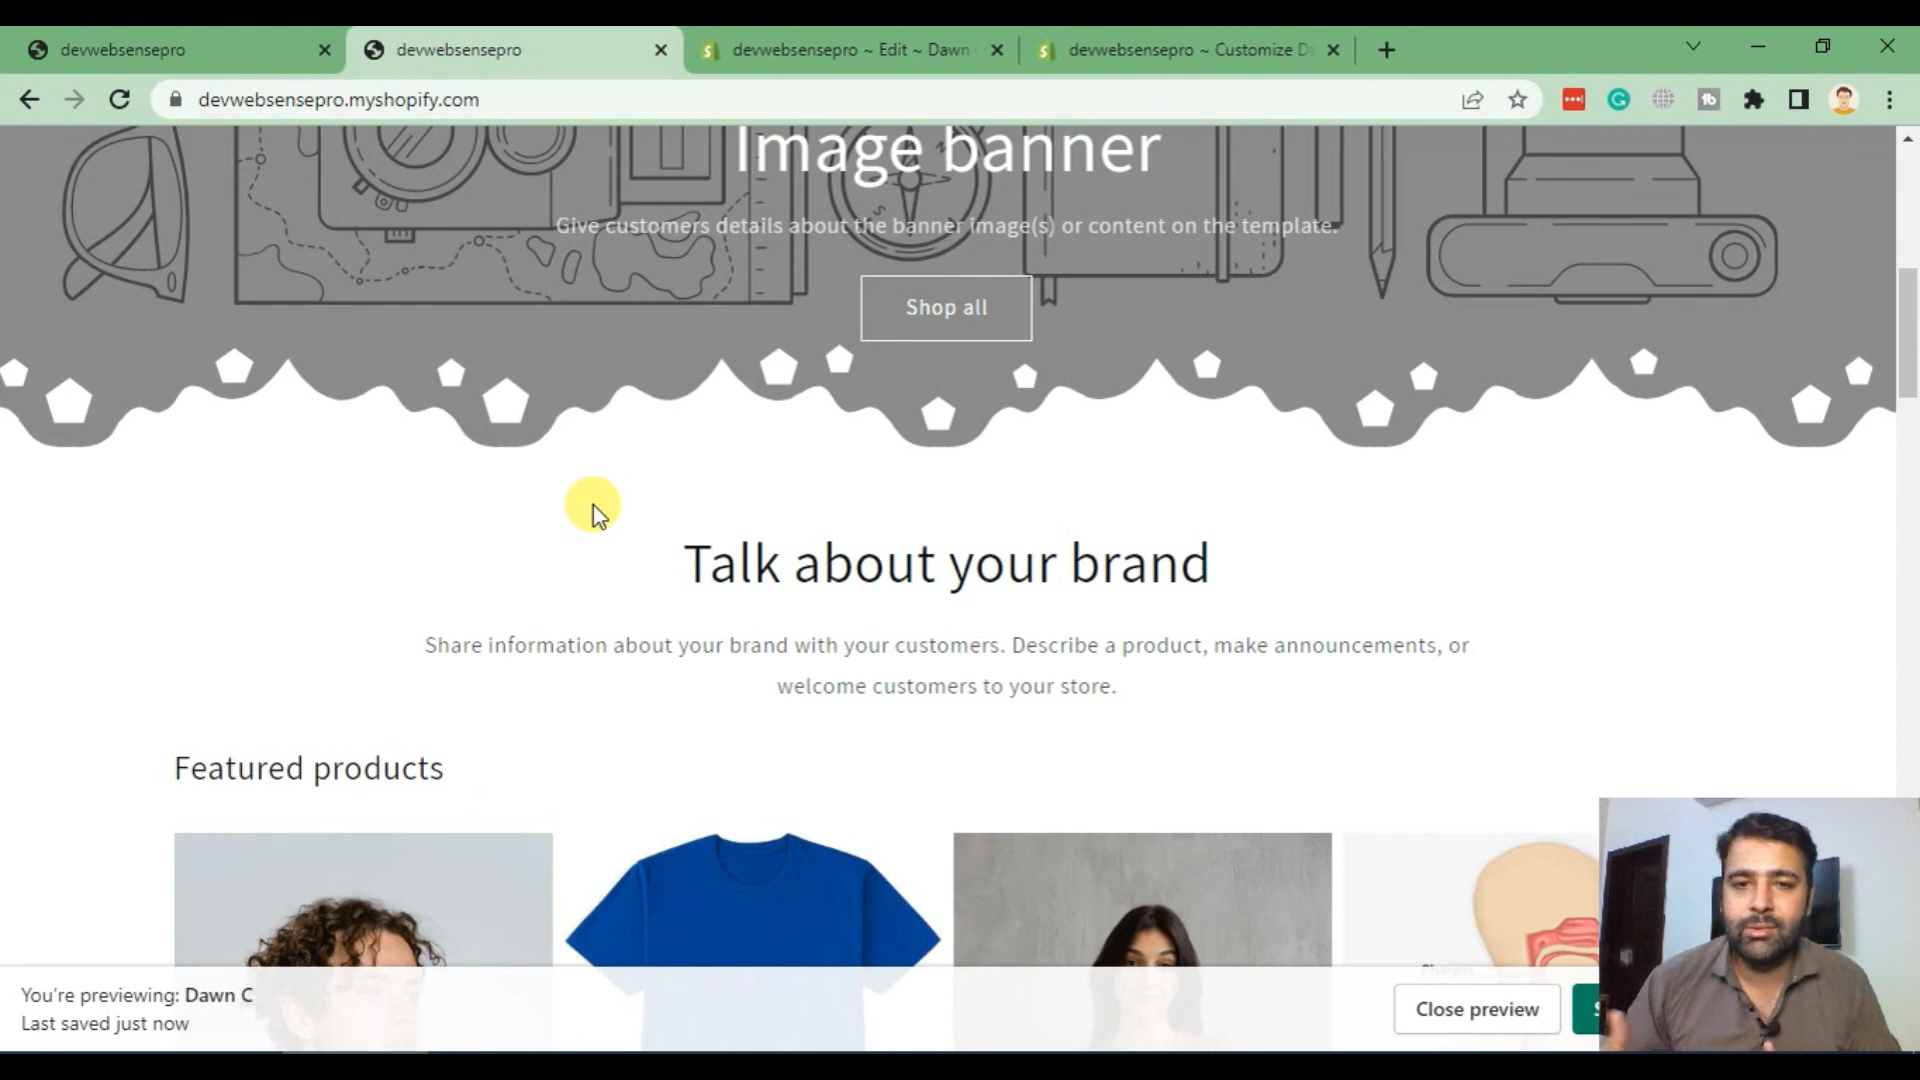 devwebsensepro
devwebsensepro
devwebsensepro ~ Edit ~ Dawn
devwebsensepro ~ Customize D
devwebsensepro.myshopify.com
Image banner
Give customers details about the banner image(s) or content on the template.
Shop all
Talk about your brand
Share information about your brand with your customers. Describe a product, make announcements, or
welcome customers to your store.
Featured products
Pharynx
You're previewing: Dawn C
Last saved just now
Close preview
S